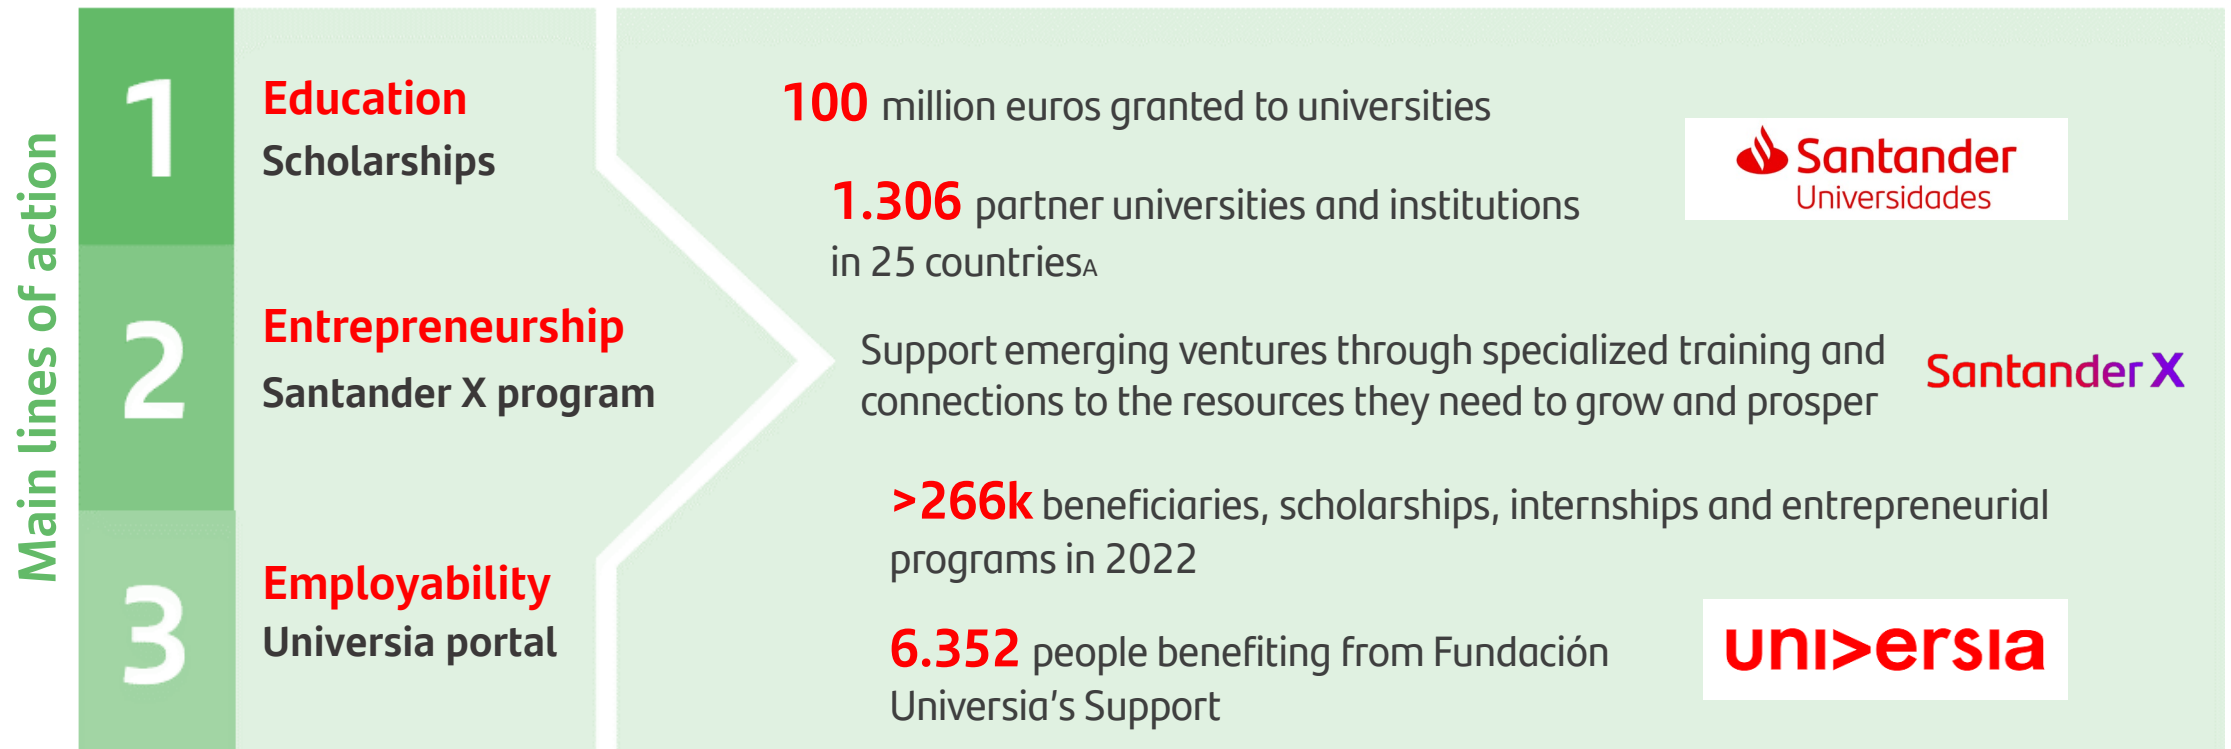 Main lines of action
1
Education
Scholarships
2
Entrepreneurship
Santander X program
3
Employability
Universia portal
100 million euros granted to universities
1.306 partner universities and institutions
in 25 countriesA
Santander
Universidades
Support emerging ventures through specialized training and
connections to the resources they need to grow and prosper
Santander X
>266k beneficiaries, scholarships, internships and entrepreneurial
programs in 2022
6.352 people benefiting from Fundación
Universia's Support
uni>ersia